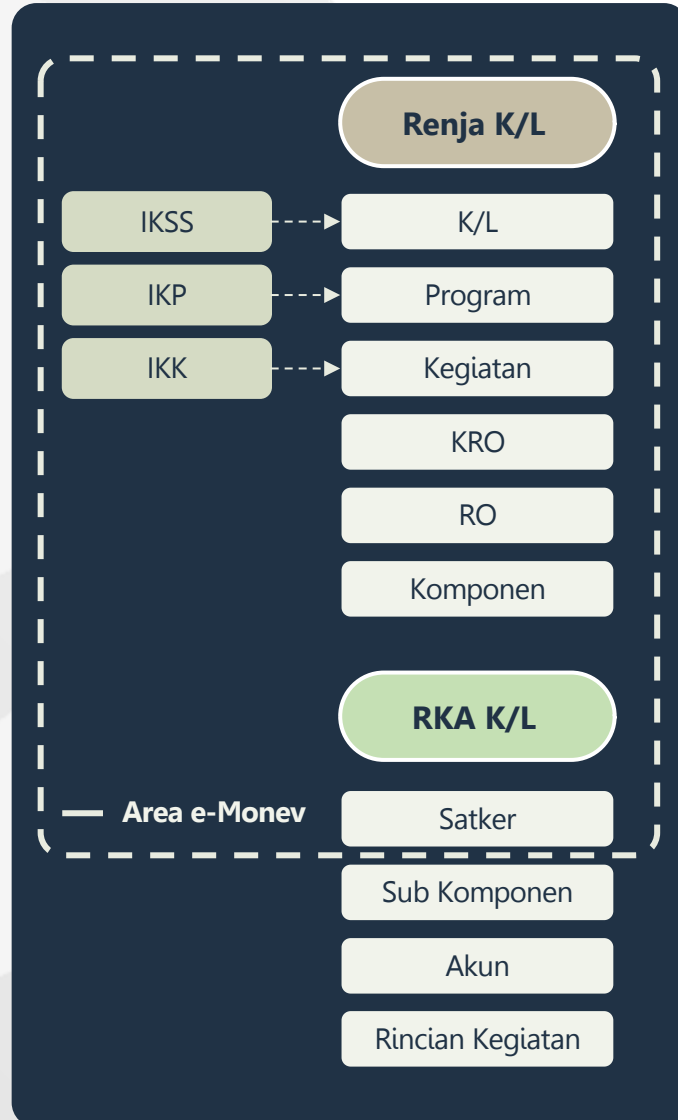 Renja K/L
IKSS
K/L
IKP
Program
IKK
Kegiatan
KRO
RO
Komponen
RKA K/L
Area e-Monev
Satker
Sub Komponen
Akun
Rincian Kegiatan